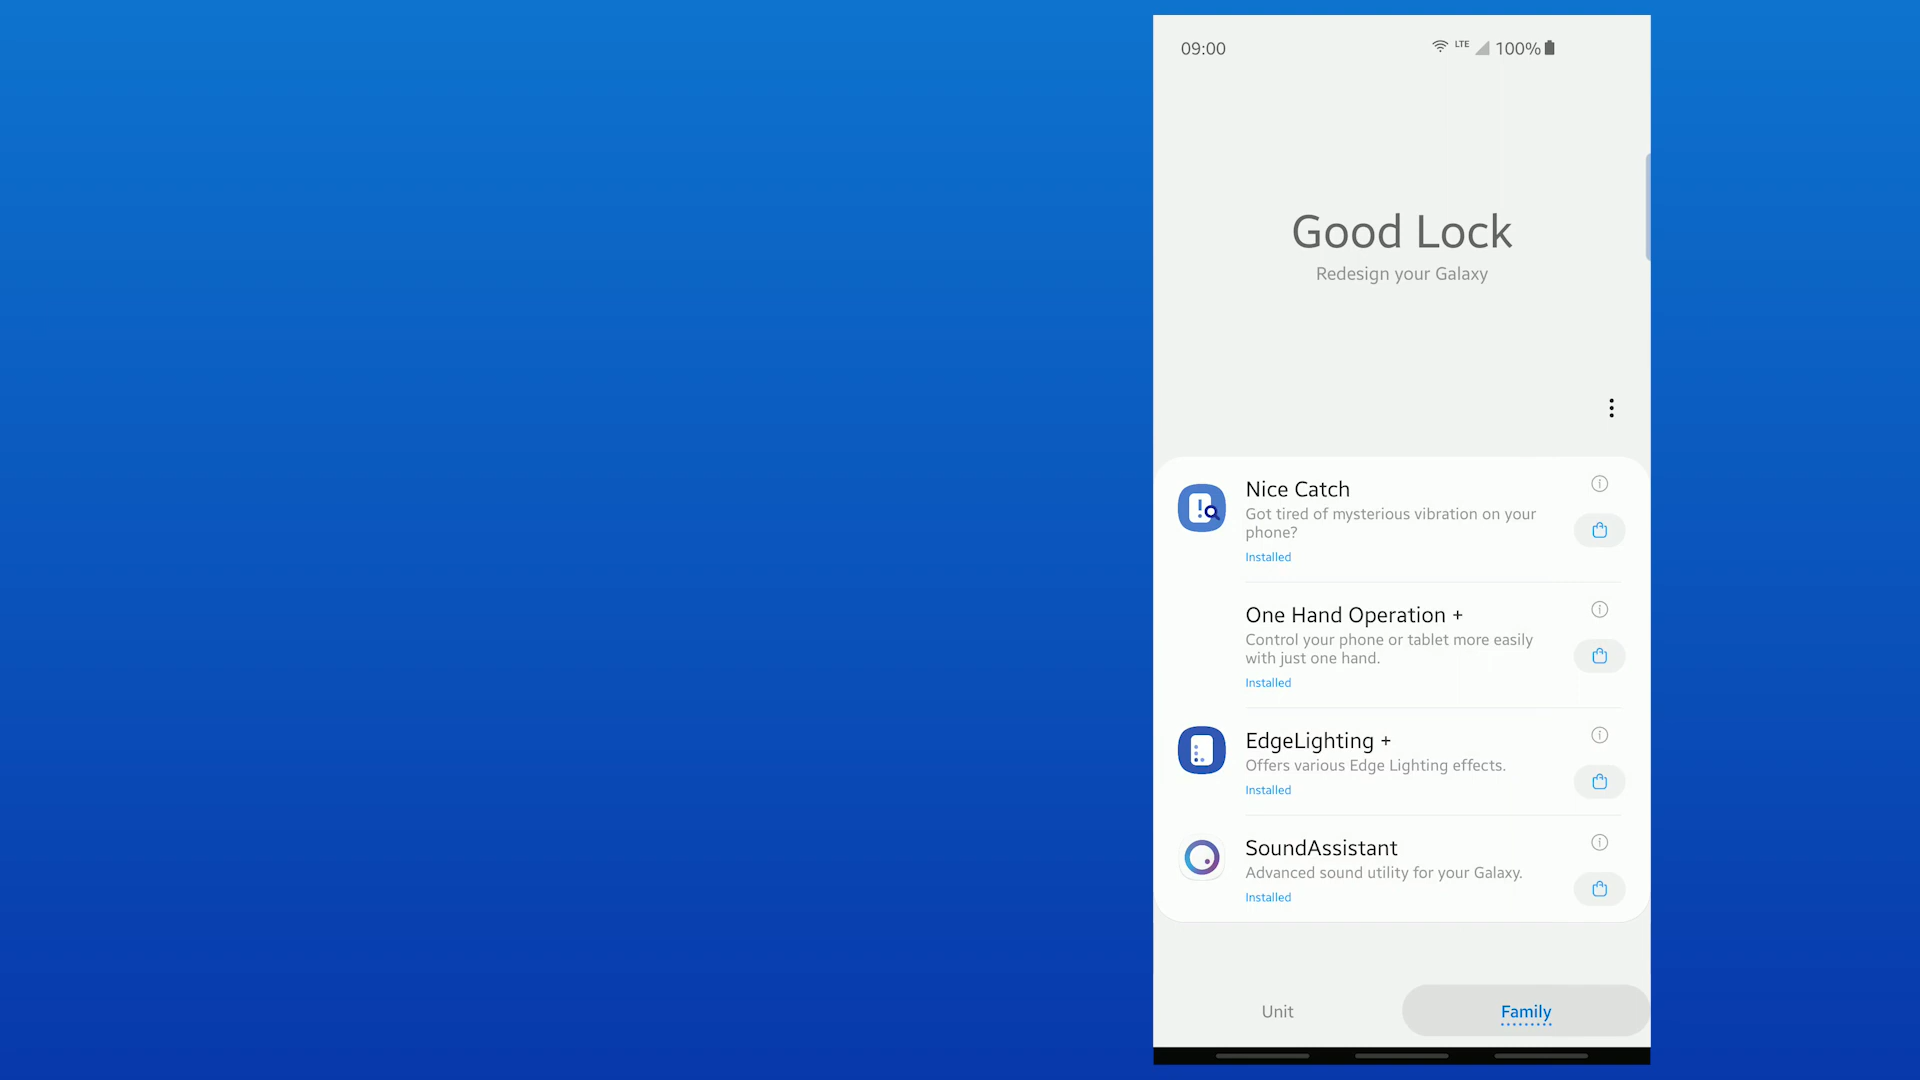 09:00
LTE 100%
Good Lock
Redesign your Galaxy
Nice Catch
Got tired of mysterious vibration on your
phone?
Installed
One Hand Operation +
Control your phone or tablet more easily
with just one hand.
Installed
EdgeLighting +
Offers various Edge Lighting effects.
Installed
SoundAssistant
Advanced sound utility for your Galaxy.
Installed
Unit
Family